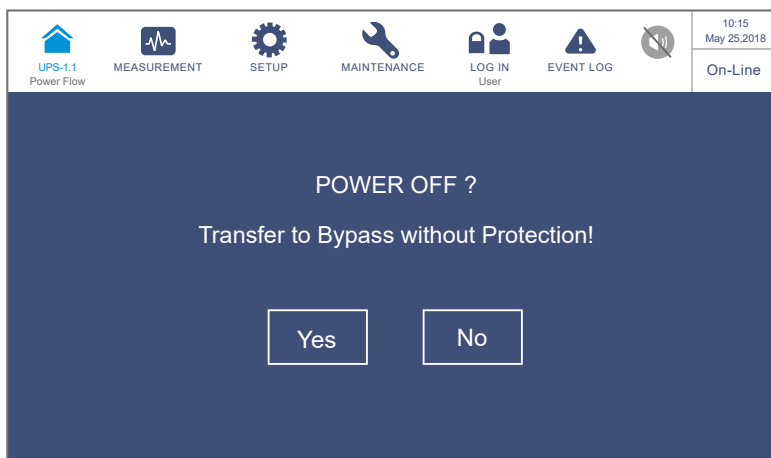 UPS-1.1
Power Flow
MEASUREMENT
SETUP
MAINTENANCE
LOG IN
User
EVENT LOG
10:15
May 25,2018
On-Line
POWER OFF ?
Transfer to Bypass without Protection!
Yes
No